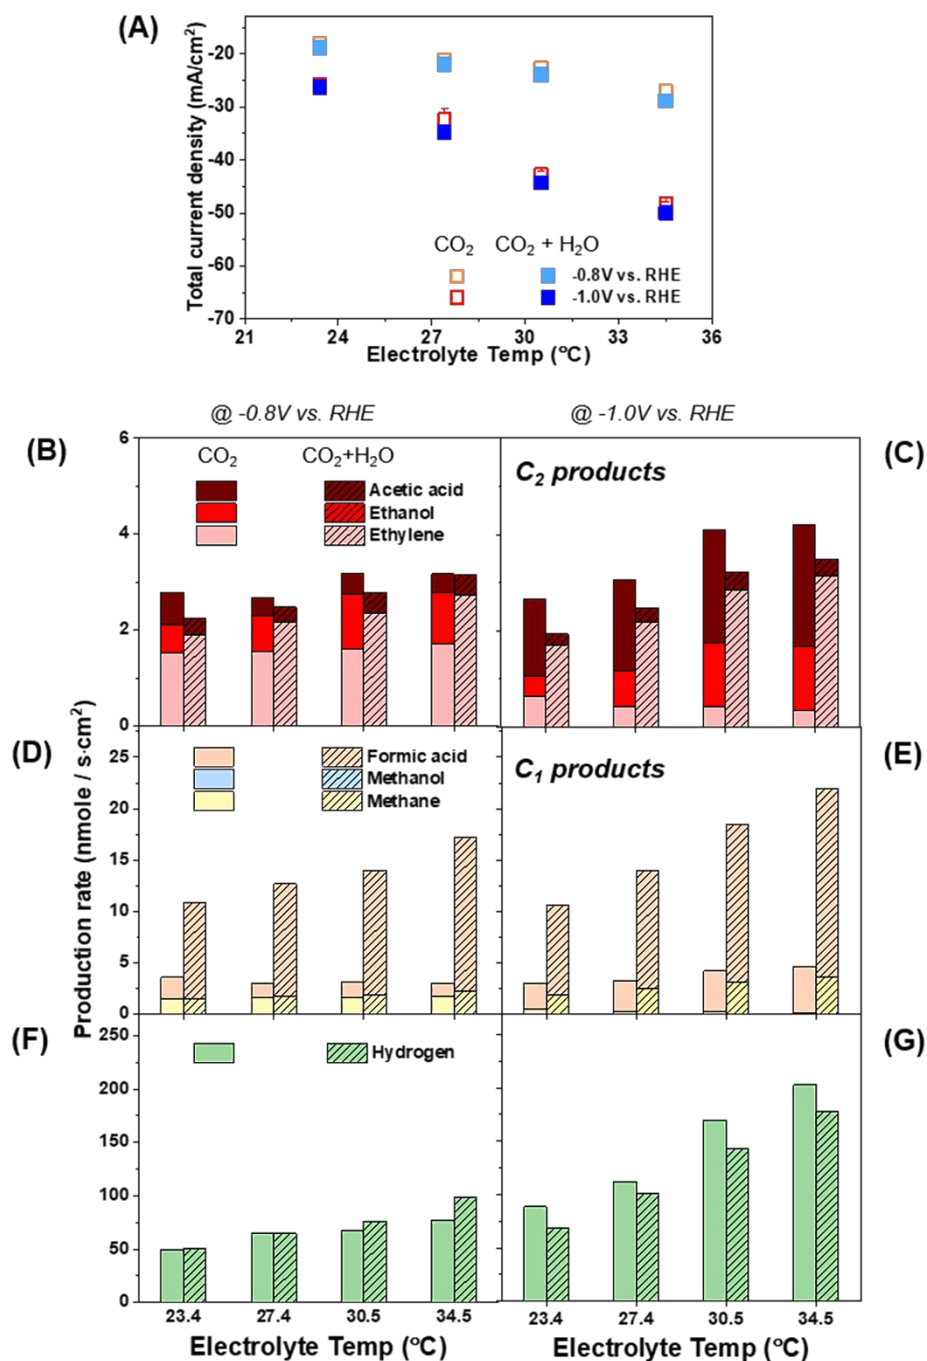 (A)
Total current density (mA/cm²)
-20
-30
-40
-50
-60
-70
CO₂ CO₂ + H₂O
-0.8V vs. RHE
-1.0V vs. RHE
21 24 27 30 33 36
Electrolyte Temp (°C)
@ -0.8V vs. RHE @ -1.0V vs. RHE
(B)
(C)
6
4
2
0
CO₂ CO₂+H₂O
Acetic acid
Ethanol
Ethylene
C₂ products
(D)
(E)
25
20
15
10
5
0
Formic acid
Methanol
Methane
C₁ products
Production rate (nmole / s·cm²)
(F)
(G)
250
200
150
100
50
0
Hydrogen
23.4 27.4 30.5 34.5 23.4 27.4 30.5 34.5
Electrolyte Temp (°C) Electrolyte Temp (°C)